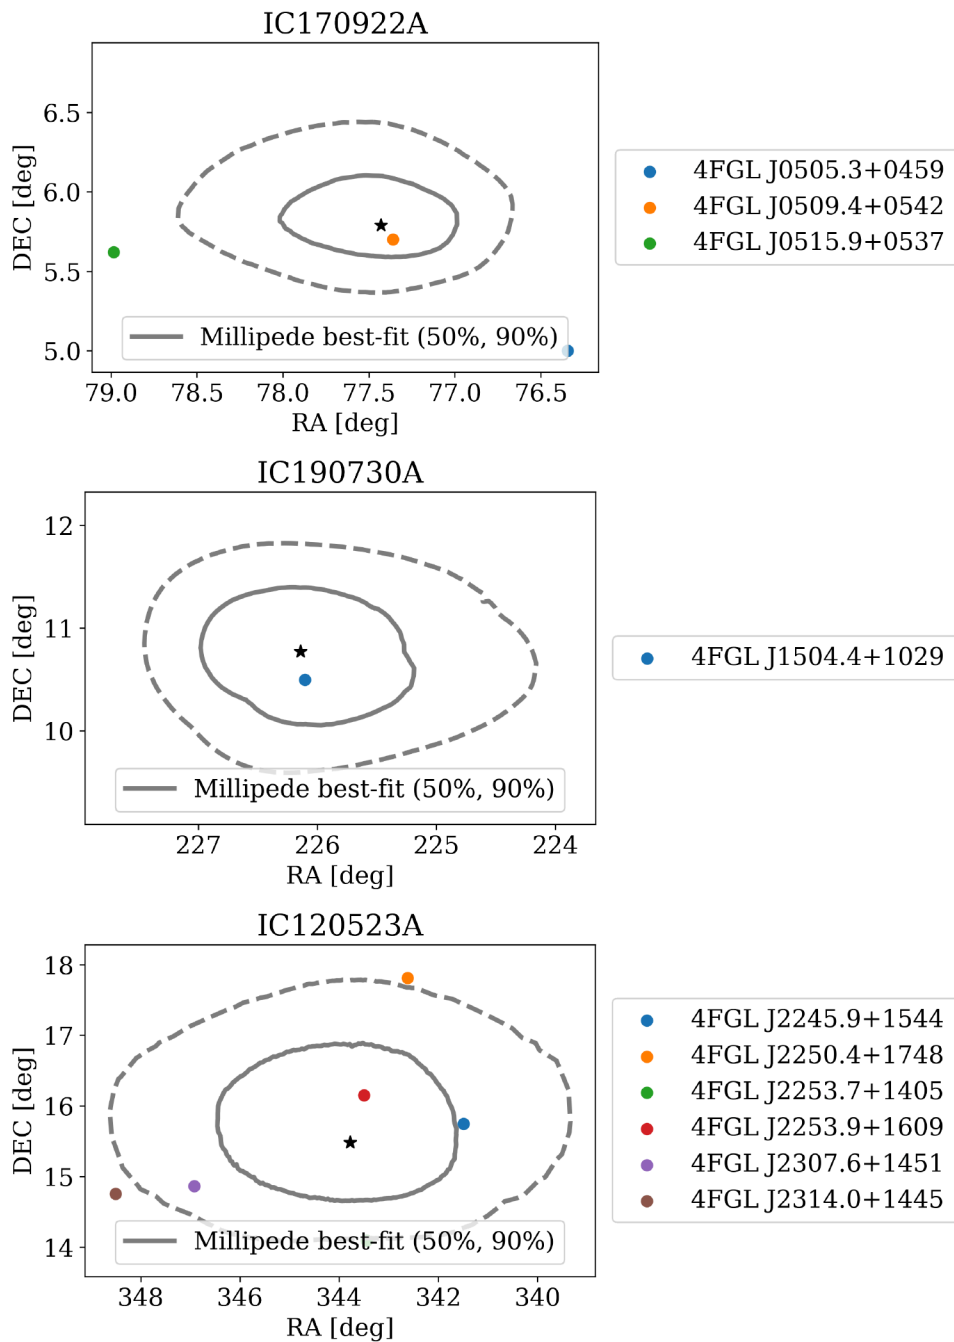 IC170922A
DEC [deg]
6.5
6.0
5.5
5.0
Millipede best-fit (50%, 90%)
79.0 78.5 78.0 77.5 77.0 76.5
RA [deg]
4FGL J0505.3+0459
4FGL J0509.4+0542
4FGL J0515.9+0537
IC190730A
DEC [deg]
12
11
10
Millipede best-fit (50%, 90%)
227 226 225 224
RA [deg]
4FGL J1504.4+1029
IC120523A
DEC [deg]
18
17
16
15
14
Millipede best-fit (50%, 90%)
348 346 344 342 340
RA [deg]
4FGL J2245.9+1544
4FGL J2250.4+1748
4FGL J2253.7+1405
4FGL J2253.9+1609
4FGL J2307.6+1451
4FGL J2314.0+1445